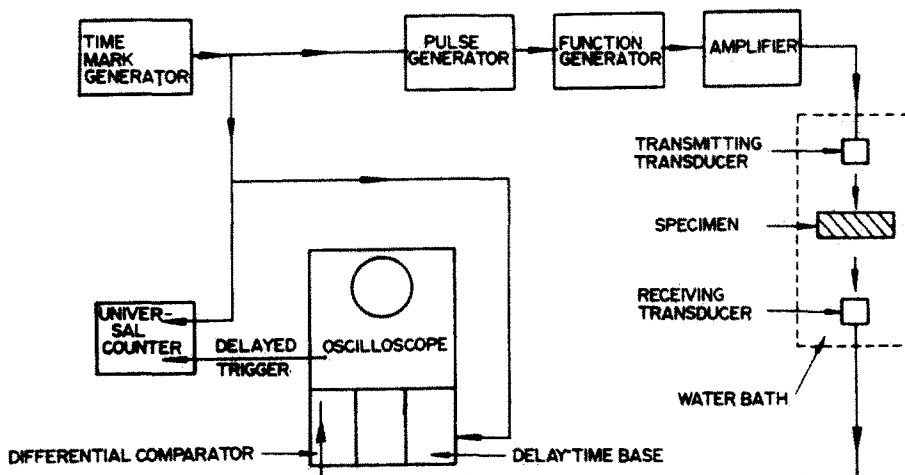 TIME
MARK
GENERATOR
PULSE
GENERATOR
FUNCTION
GENERATOR
AMPLIFIER
TRANSMITTING
TRANSDUCER
SPECIMEN
RECEIVING
TRANSDUCER
WATER BATH
UNIVER-
SAL
COUNTER
DELAYED
TRIGGER
OSCILLOSCOPE
DIFFERENTIAL COMPARATOR
DELAY TIME BASE